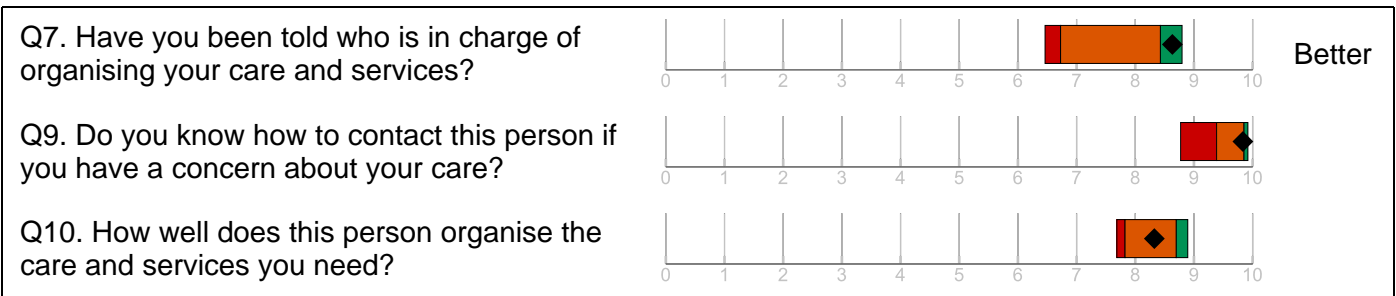 Q7. Have you been told who is in charge of
organising your care and services?
Better
0 1 2 3 4 5 6 7 8 9 10
Q9. Do you know how to contact this person if
you have a concern about your care?
0 1 2 3 4 5 6 7 8 9 10
Q10. How well does this person organise the
care and services you need?
0 1 2 3 4 5 6 7 8 9 10